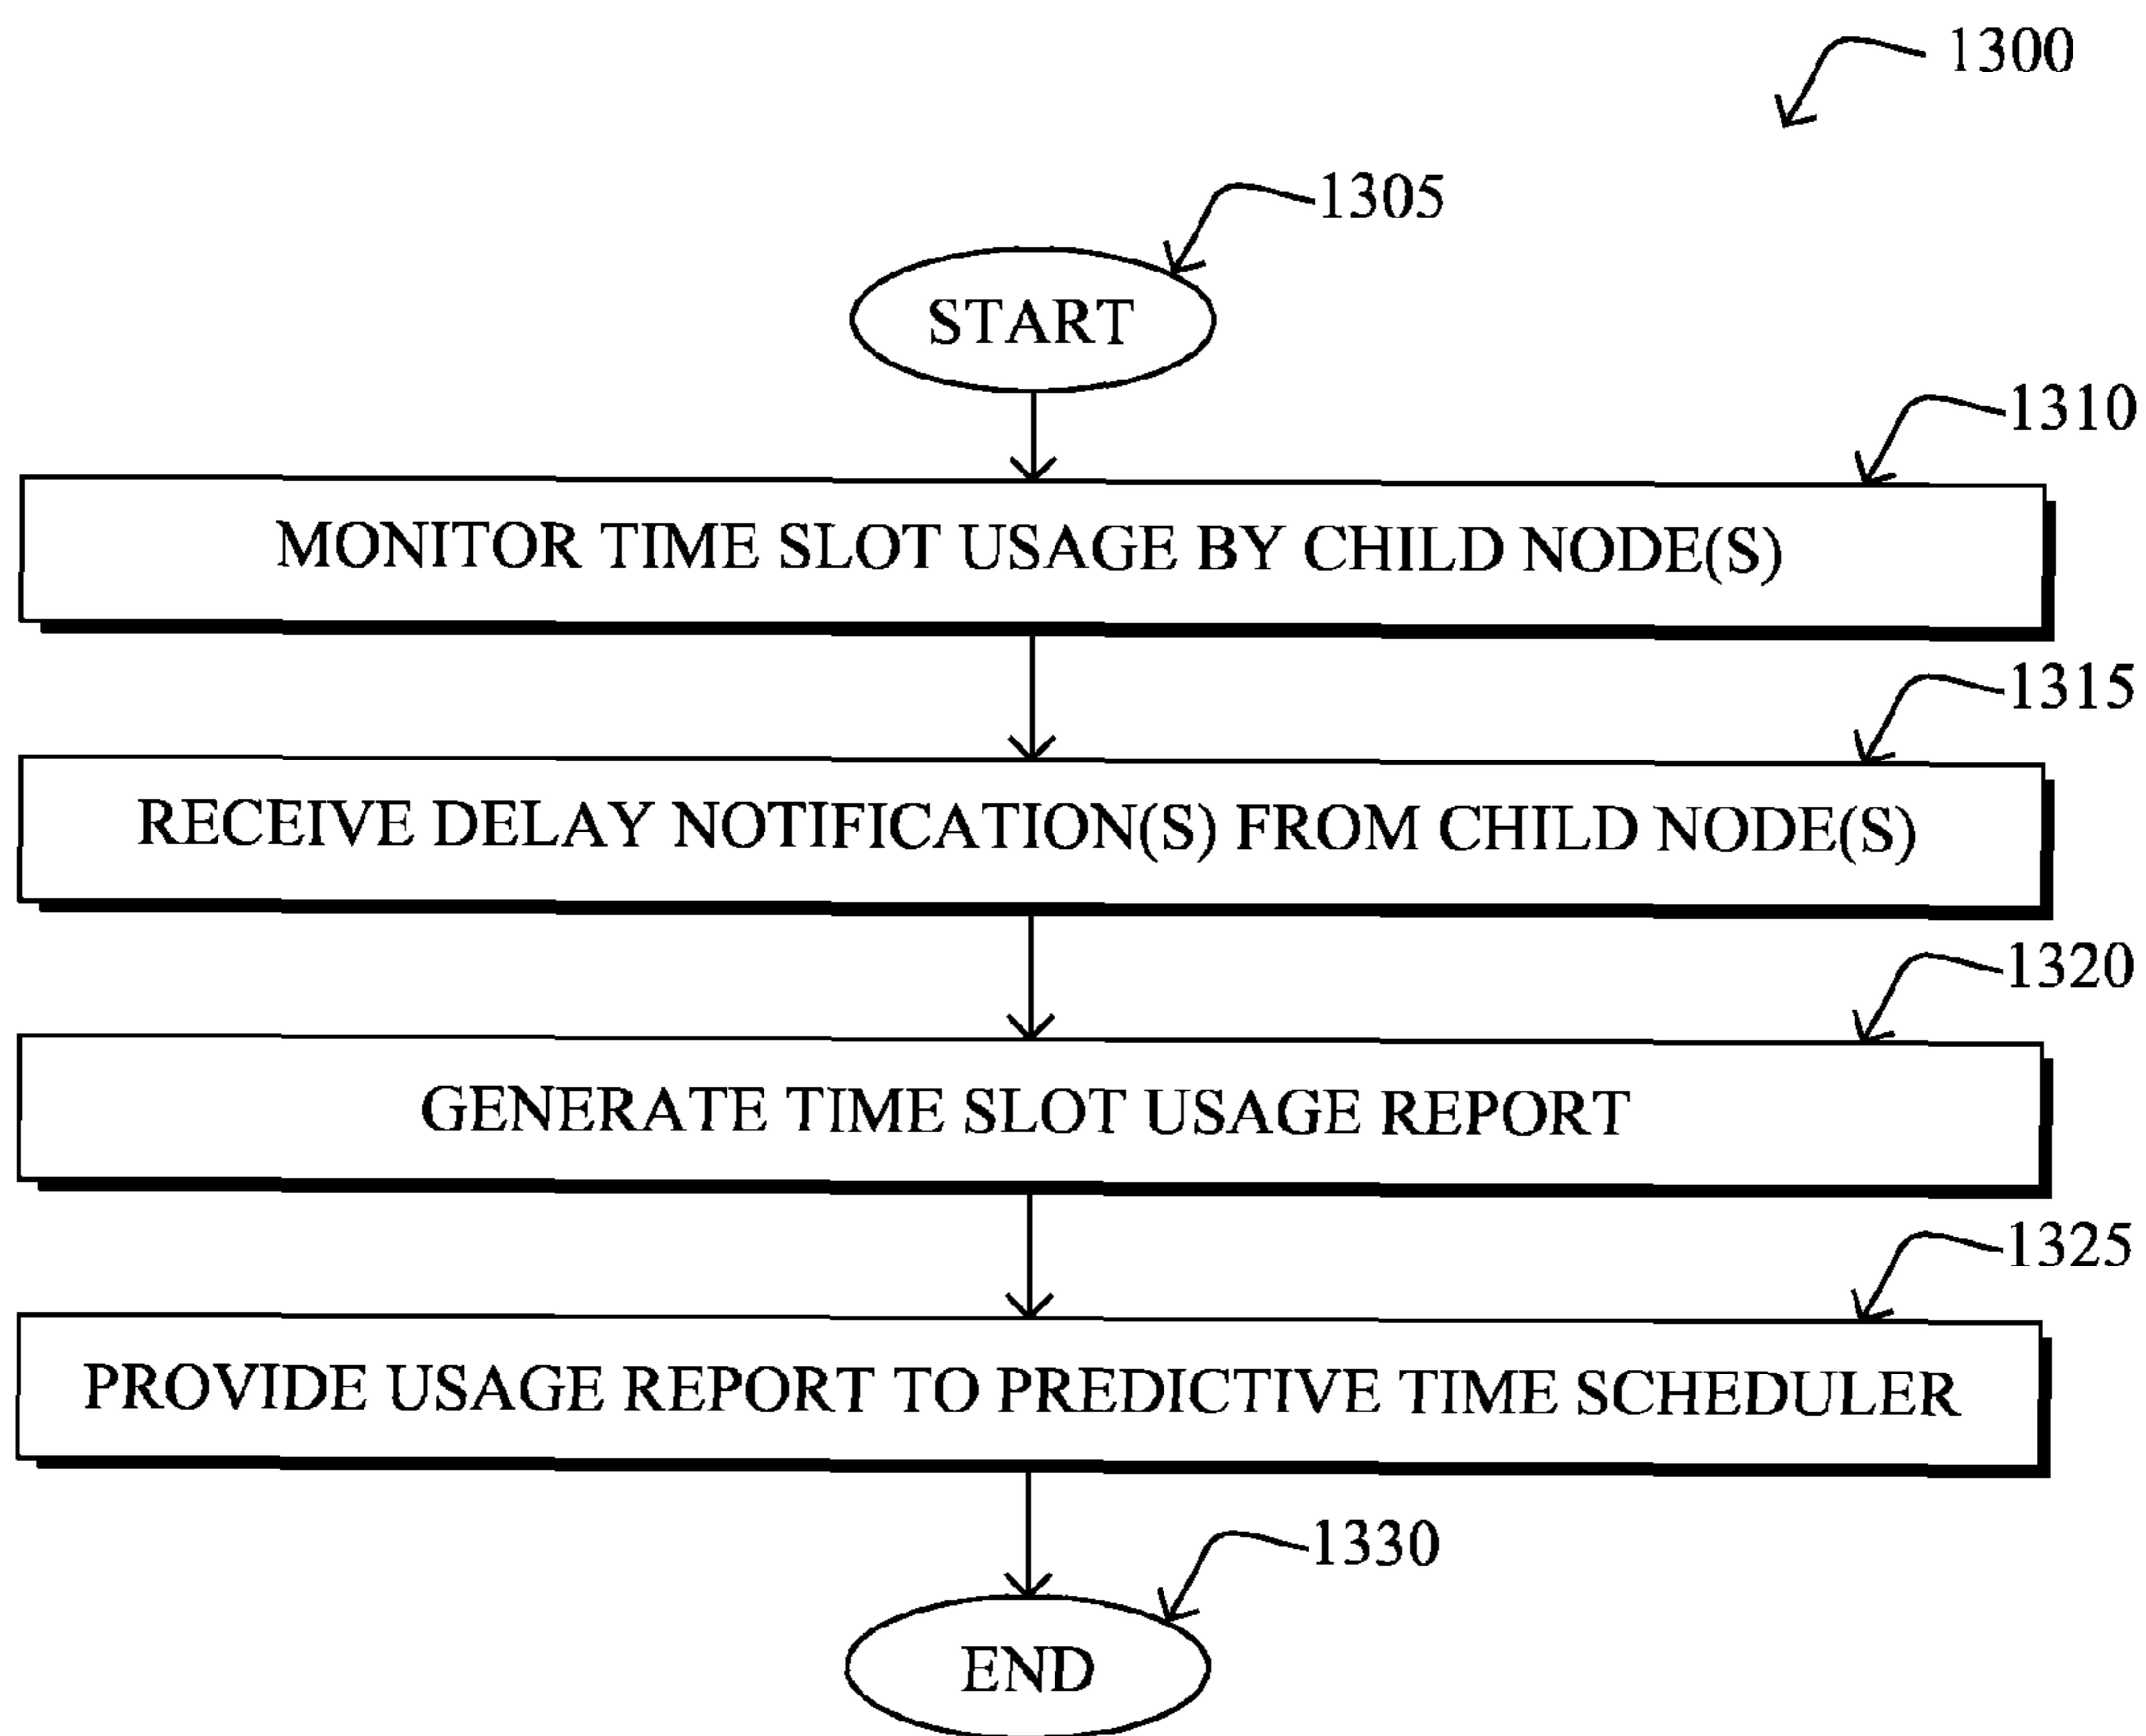 1300
1305
START
1310
MONITOR TIME SLOT USAGE BY CHILD NODE(S)
1315
RECEIVE DELAY NOTIFICATION(S) FROM CHILD NODE(S)
1320
GENERATE TIME SLOT USAGE REPORT
1325
PROVIDE USAGE REPORT TO PREDICTIVE TIME SCHEDULER
1330
END